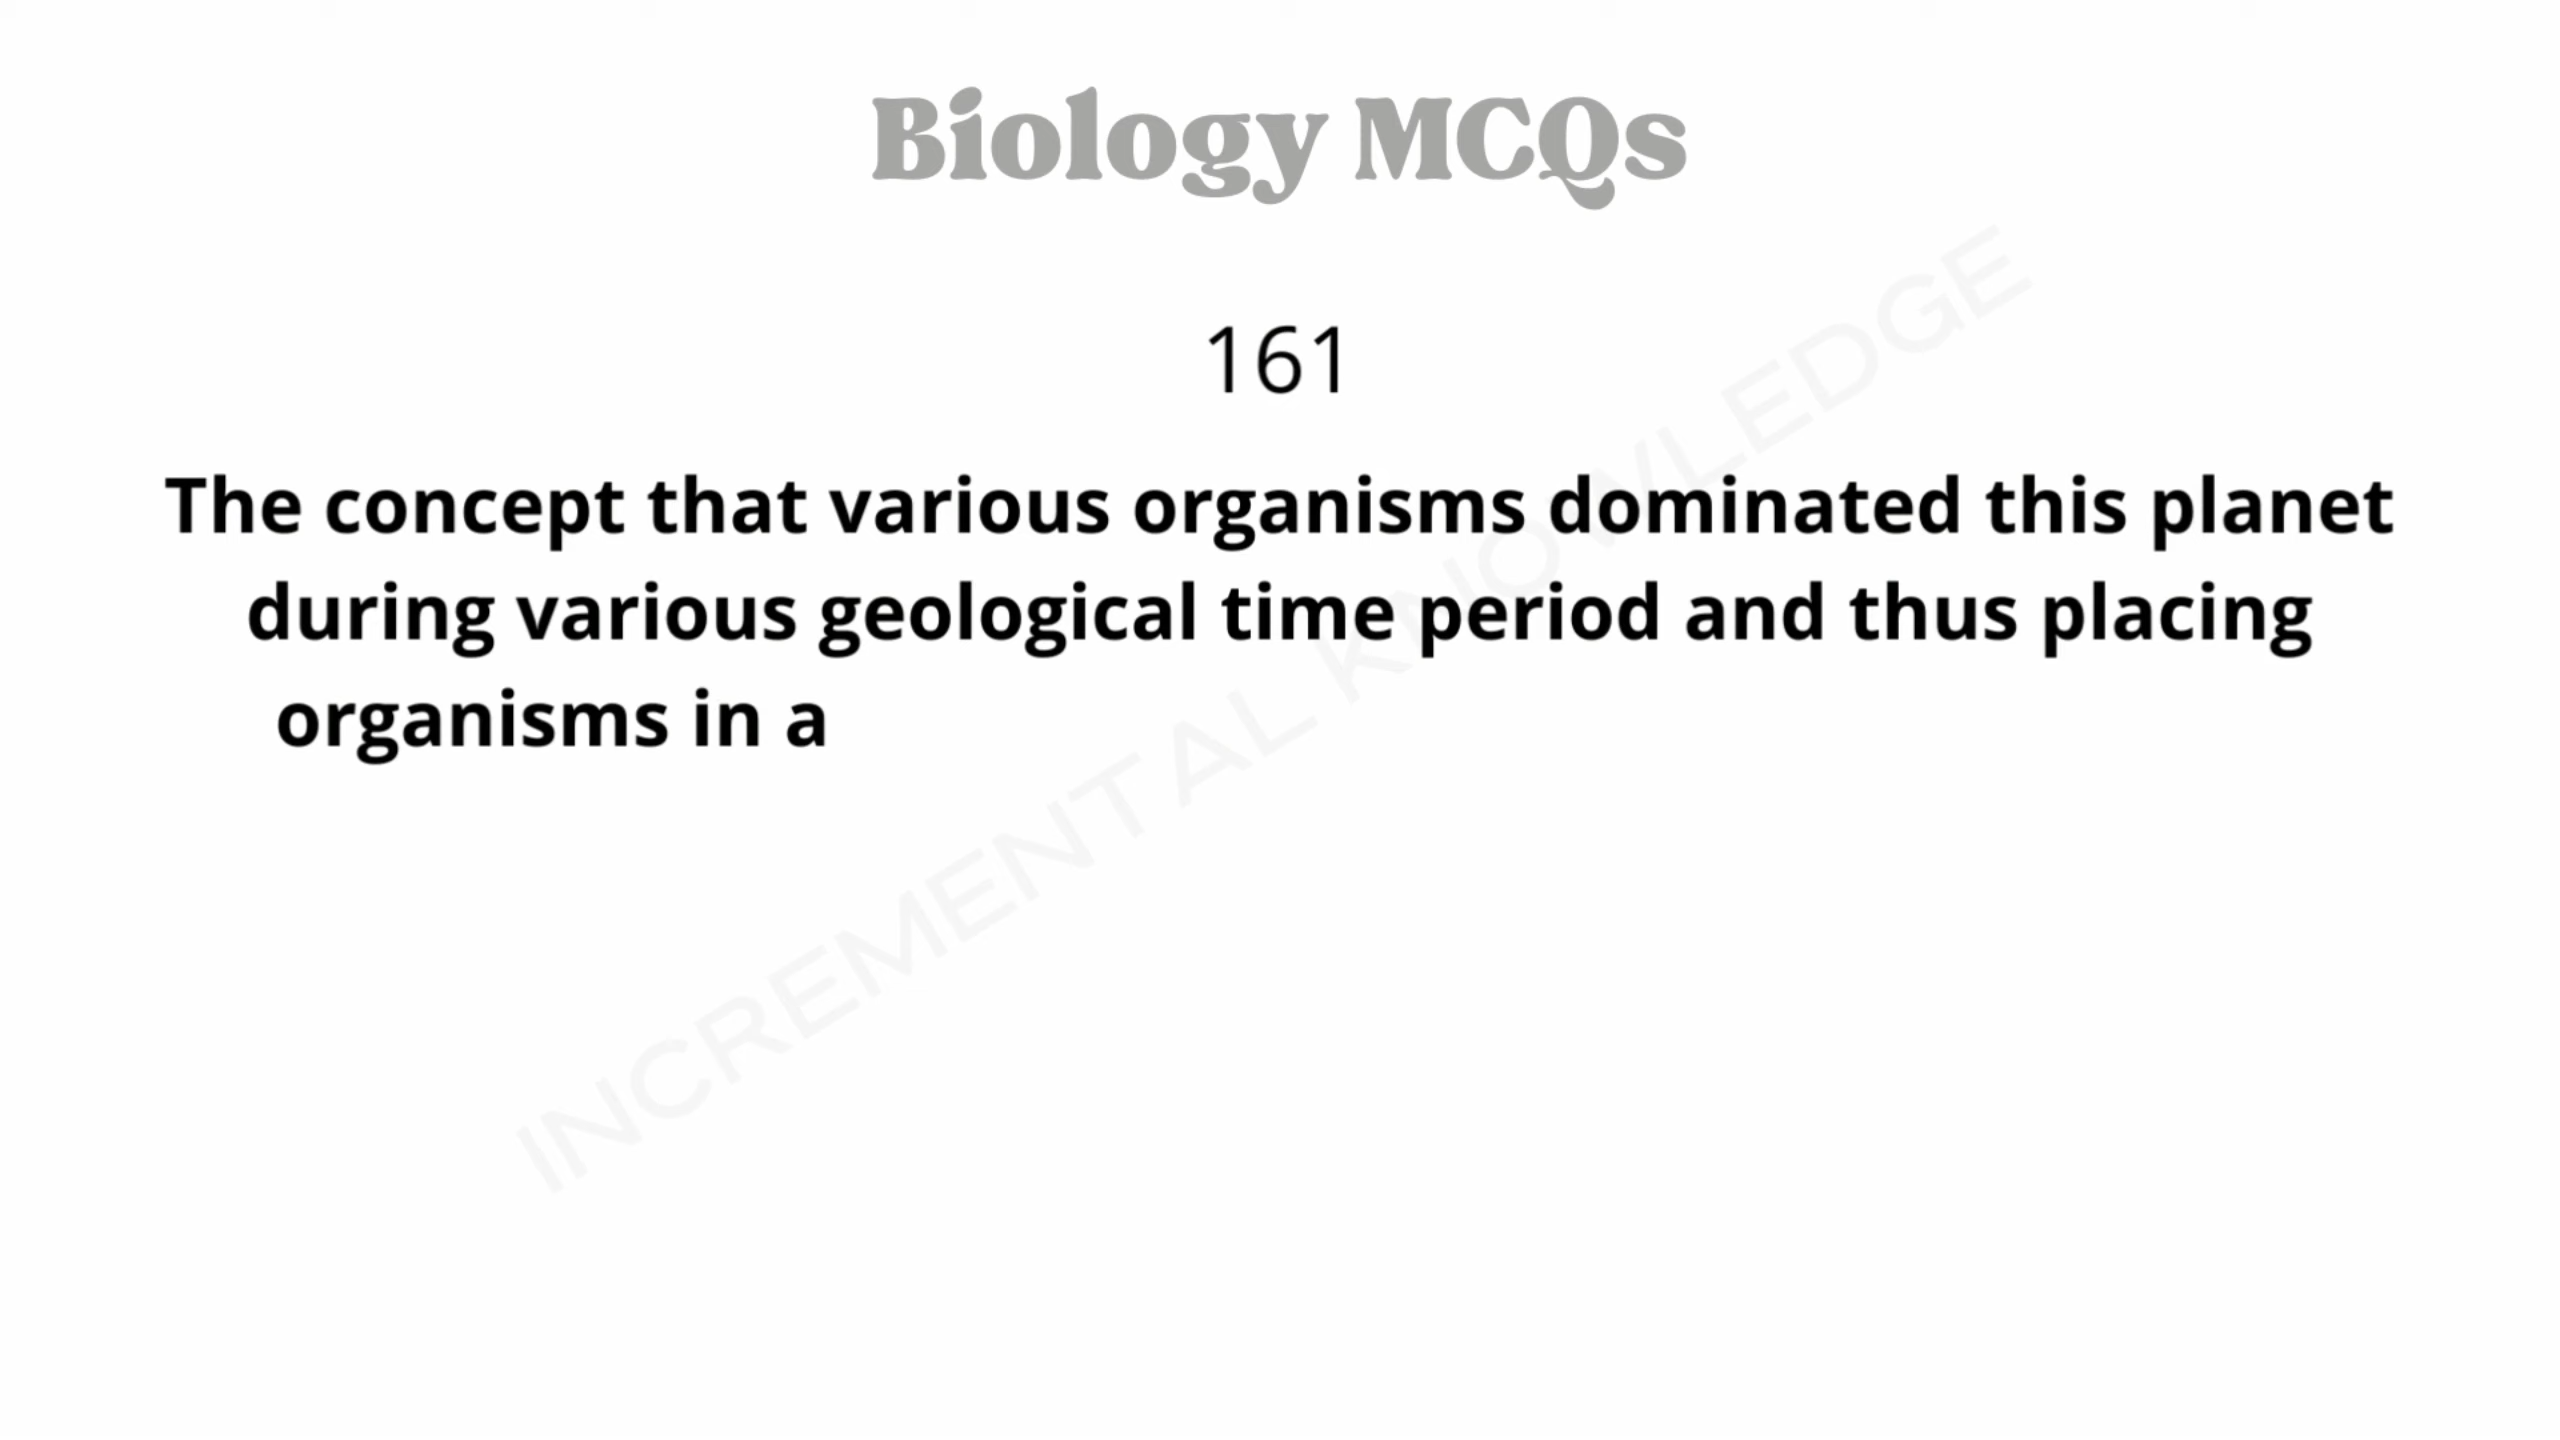 Biology MCQs
161
The concept that various organisms dominated this planet
during various geological time period and thus placing
organisms in a
INCREMENTAL KNOWLEDGE